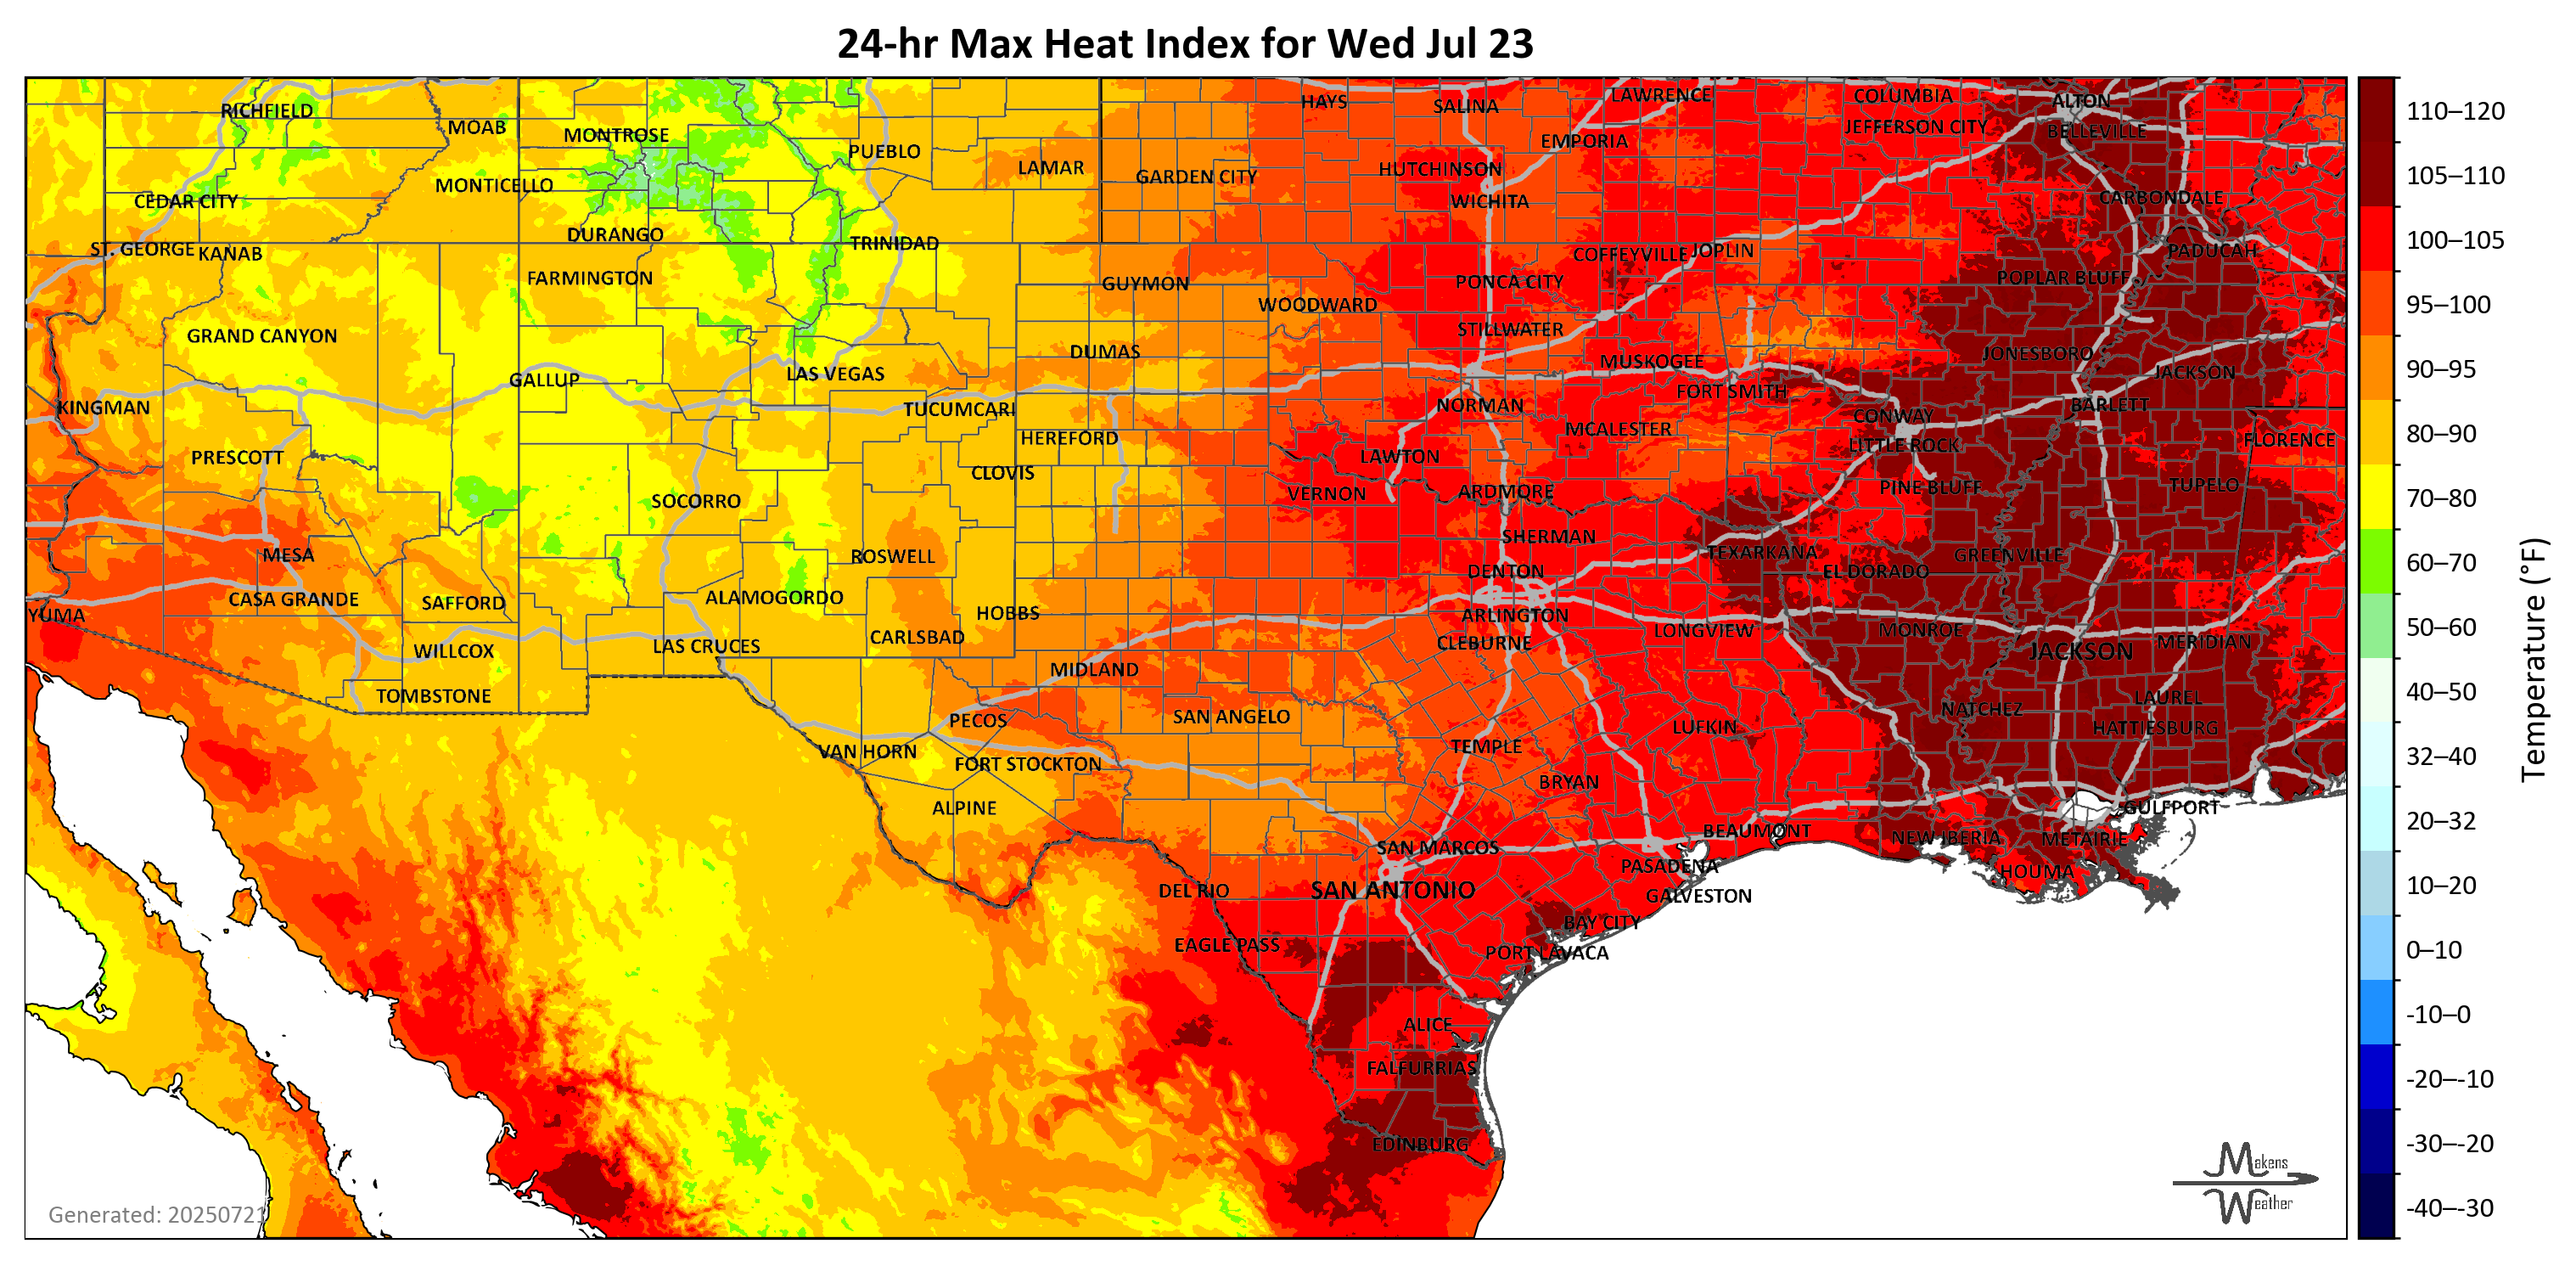 24-hr Max Heat Index for Wed Jul 23
RICHFIELD
MOAB
MONTROSE
PUEBLO
LAMAR
GARDEN CITY
HAYS
SALINA
LAWRENCE
EMPORIA
HUTCHINSON
WICHITA
COLUMBIA
JEFFERSON CITY
ALTON
BELLEVILLE
CARBONDALE
CEDAR CITY
MONTICELLO
ST. GEORGE
KANAB
DURANGO
TRINIDAD
COFFEYVILLE
JOPLIN
PADUCAH
FARMINGTON
GUYMON
WOODWARD
PONCA CITY
POPLAR BLUFF
GRAND CANYON
DUMAS
STILLWATER
MUSKOGEE
JONESBORO
JACKSON
GALLUP
LAS VEGAS
FORT SMITH
KINGMAN
TUCUMCARI
NORMAN
CONWAY
BARLETT
HEREFORD
MCALESTER
LITTLE ROCK
FLORENCE
PRESCOTT
CLOVIS
LAWTON
SOCORRO
VERNON
ARDMORE
PINE BLUFF
TUPELO
MESA
ROSWELL
SHERMAN
TEXARKANA
GREENVILLE
DENTON
EL DORADO
YUMA
CASA GRANDE
SAFFORD
ALAMOGORDO
HOBBS
ARLINGTON
WILLCOX
LAS CRUCES
CARLSBAD
CLEBURNE
LONGVIEW
MONROE
JACKSON
MERIDIAN
TOMBSTONE
MIDLAND
PECOS
SAN ANGELO
LUFKIN
NATCHEZ
LAUREL
HATTIESBURG
VAN HORN
FORT STOCKTON
TEMPLE
BRYAN
ALPINE
GULFPORT
SAN MARCOS
BEAUMONT
NEW IBERIA
METAIRIE
DEL RIO
SAN ANTONIO
PASADENA
GALVESTON
HOUMA
EAGLE PASS
BAY CITY
PORT LAVACA
ALICE
FALFURRIAS
EDINBURG
Generated: 20250721
Makens
Weather
110–120
105–110
100–105
95–100
90–95
80–90
70–80
60–70
50–60
40–50
32–40
20–32
10–20
0–10
-10–0
-20–-10
-30–-20
-40–-30
Temperature (°F)